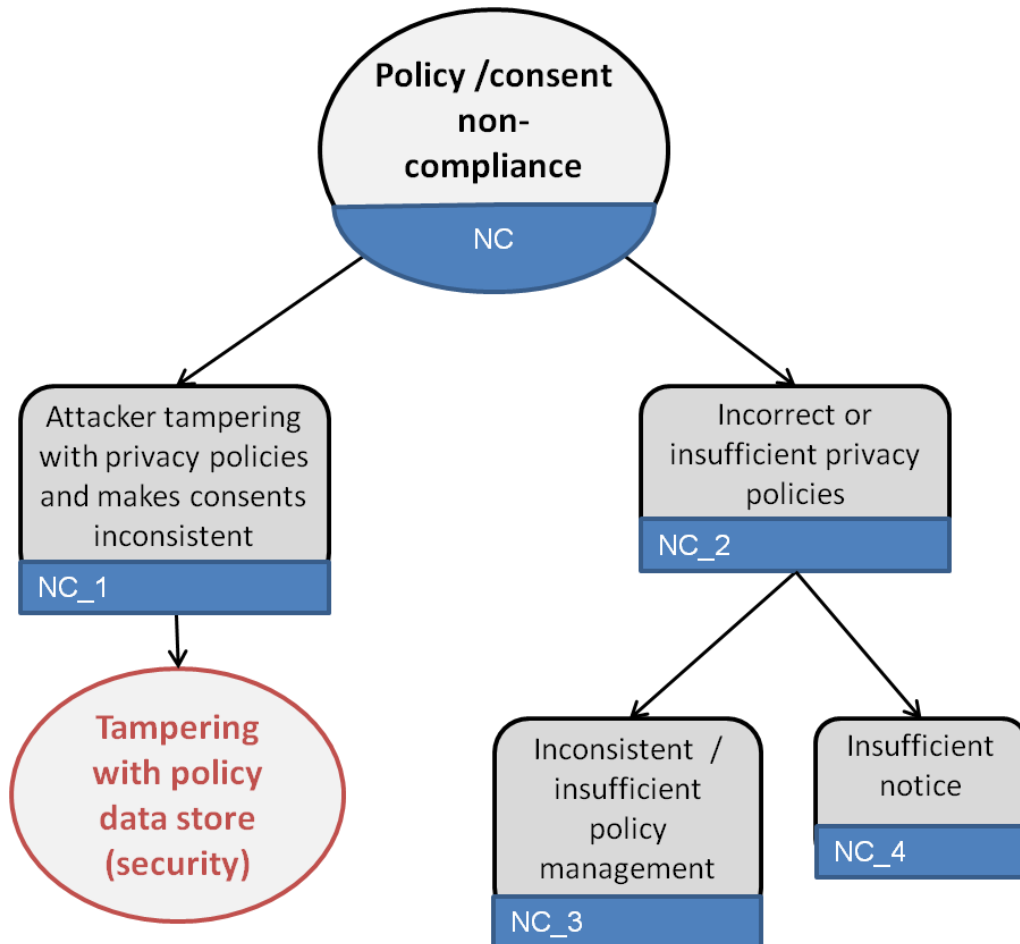 Policy /consent
non-
compliance
NC
Attacker tampering
with privacy policies
and makes consents
inconsistent
NC_1
Incorrect or
insufficient privacy
policies
NC_2
Tampering
with policy
data store
(security)
Inconsistent /
insufficient
policy
management
NC_3
Insufficient
notice
NC_4